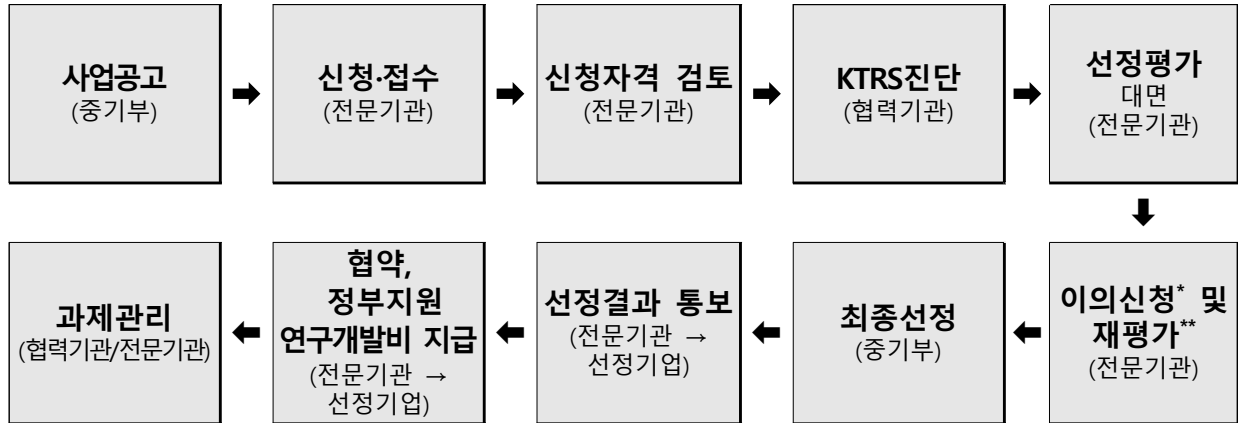 사업공고
(중기부)
신청·접수
(전문기관)
신청자격 검토
(전문기관)
KTRS진단
(협력기관)
선정평가
대면
(전문기관)
이의신청* 및
재평가**
(전문기관)
최종선정
(중기부)
선정결과 통보
(전문기관 →
선정기업)
협약,
정부지원
연구개발비 지급
(전문기관 →
선정기업)
과제관리
(협력기관/전문기관)